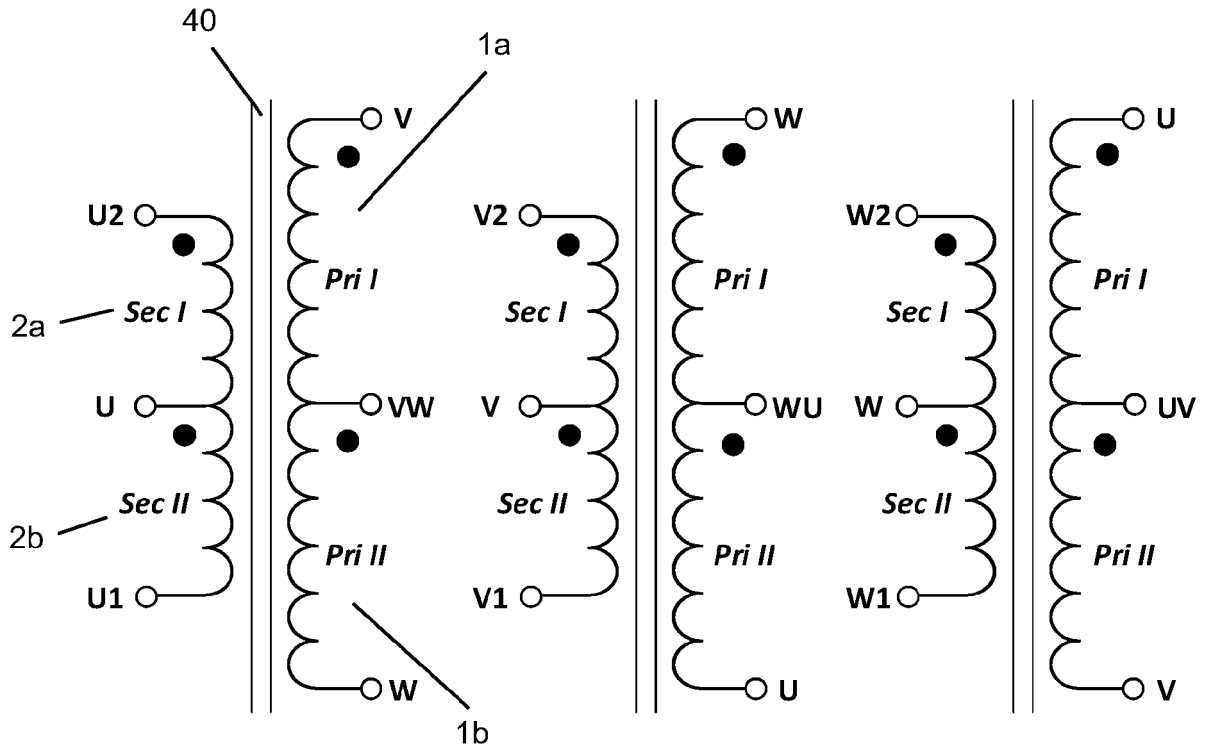 40
1a
V
W
U
U2
V2
W2
Pri I
Pri I
Pri I
Sec I
Sec I
Sec I
2a
U
VW
V
WU
W
UV
Sec II
Sec II
Sec II
2b
Pri II
Pri II
Pri II
U1
V1
W1
W
U
V
1b